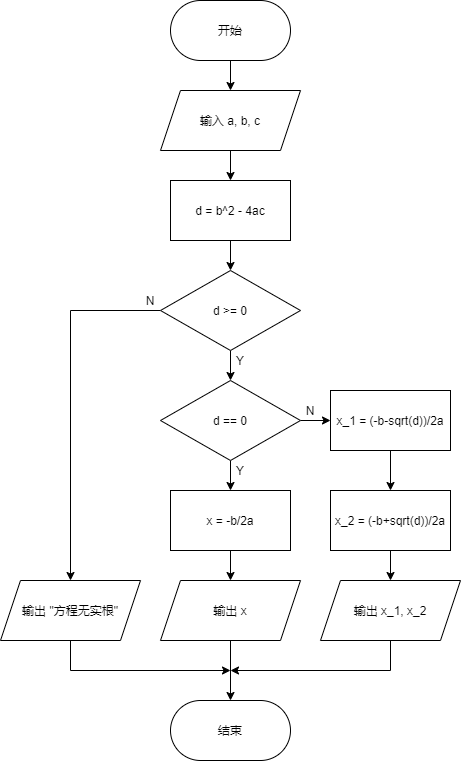 开始
输入 a, b, c
d = b^2 - 4ac
N
d >= 0
Y
d == 0
N
x_1 = (-b-sqrt(d))/2a
Y
x = -b/2a
x_2 = (-b+sqrt(d))/2a
输出 "方程无实根"
输出 x
输出 x_1, x_2
结束